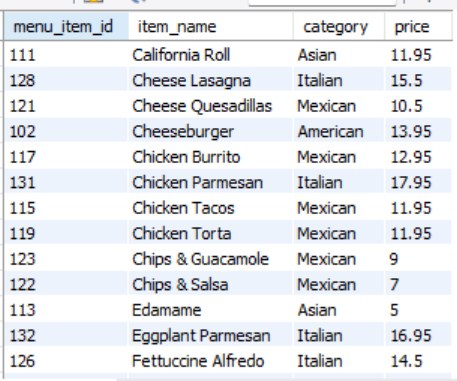 menu_item_id item_name category price
111 California Roll Asian 11.95
128 Cheese Lasagna Italian 15.5
121 Cheese Quesadillas Mexican 10.5
102 Cheeseburger American 13.95
117 Chicken Burrito Mexican 12.95
131 Chicken Parmesan Italian 17.95
115 Chicken Tacos Mexican 11.95
119 Chicken Torta Mexican 11.95
123 Chips & Guacamole Mexican 9
122 Chips & Salsa Mexican 7
113 Edamame Asian 5
132 Eggplant Parmesan Italian 16.95
126 Fettuccine Alfredo Italian 14.5